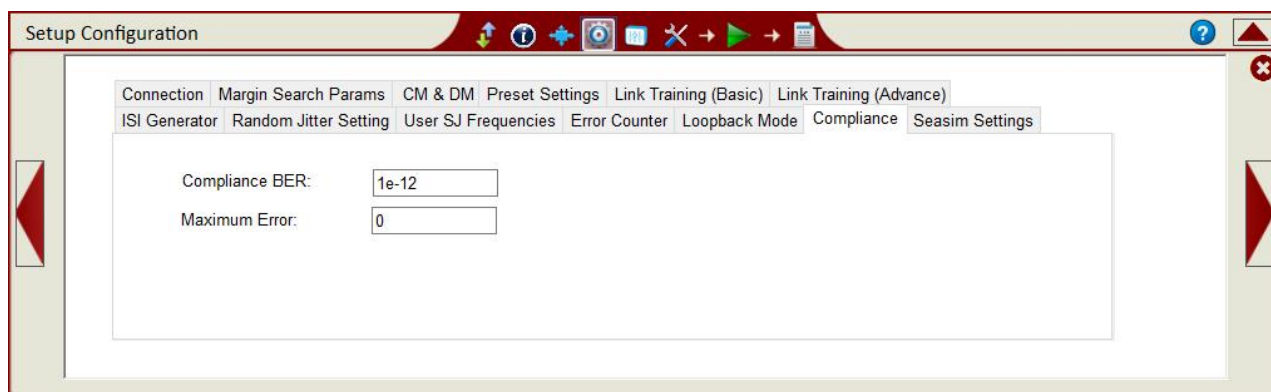 Setup Configuration
?
Connection Margin Search Params CM & DM Preset Settings Link Training (Basic) Link Training (Advance)
ISI Generator Random Jitter Setting User SJ Frequencies Error Counter Loopback Mode Compliance Seasim Settings
Compliance BER: 1e-12
Maximum Error: 0